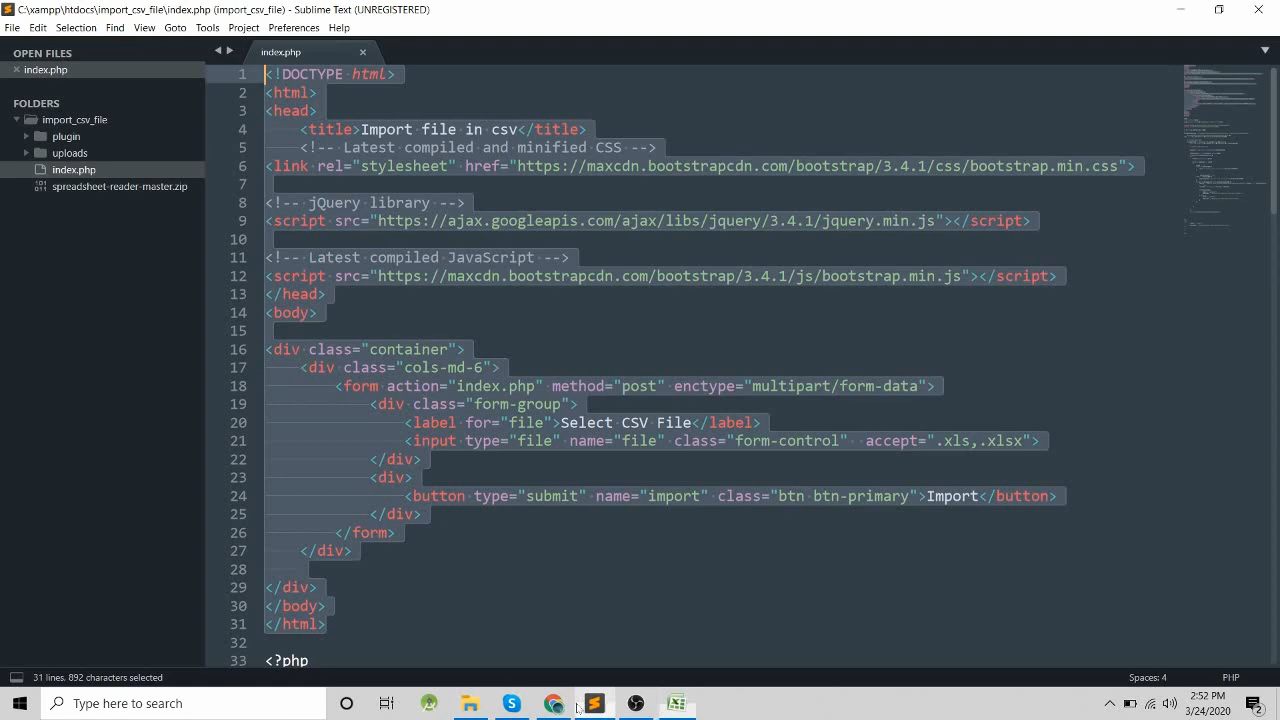 C:\xampp\htdocs\import_csv_file\index.php (import_csv_file) - Sublime Text (UNREGISTERED)
File Edit Selection Find View Goto Tools Project Preferences Help
OPEN FILES
index.php
FOLDERS
import_csv_file
plugin
uploads
index.php
spreadsheet-reader-master.zip
index.php
1 <!DOCTYPE html>
2 <html>
3 <head>
4 <title>Import file in csv</title>
5 <!-- Latest compiled and minified CSS -->
6 <link rel="stylesheet" href="https://maxcdn.bootstrapcdn.com/bootstrap/3.4.1/css/bootstrap.min.css">
7
8 <!-- jQuery library -->
9 <script src="https://ajax.googleapis.com/ajax/libs/jquery/3.4.1/jquery.min.js"></script>
10
11 <!-- Latest compiled JavaScript -->
12 <script src="https://maxcdn.bootstrapcdn.com/bootstrap/3.4.1/js/bootstrap.min.js"></script>
13 </head>
14 <body>
15
16 <div class="container">
17 <div class="cols-md-6">
18 <form action="index.php" method="post" enctype="multipart/form-data">
19 <div class="form-group">
20 <label for="file">Select CSV File</label>
21 <input type="file" name="file" class="form-control"  accept=".xls,.xlsx">
22 </div>
23 <div>
24 <button type="submit" name="import" class="btn btn-primary">Import</button>
25 </div>
26 </form>
27 </div>
28
29 </div>
30 </body>
31 </html>
32
33 <?php
31 lines, 892 characters selected
Spaces: 4
PHP
Type here to search
2:52 PM
3/24/2020
2